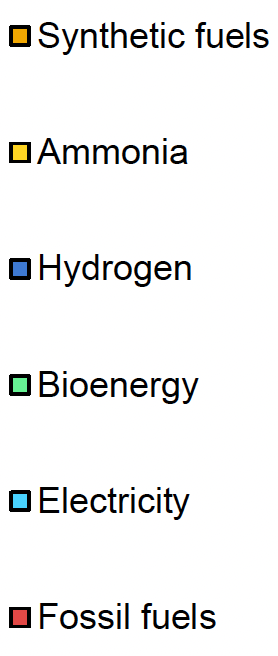 Synthetic fuels
Ammonia
Hydrogen
Bioenergy
Electricity
Fossil fuels